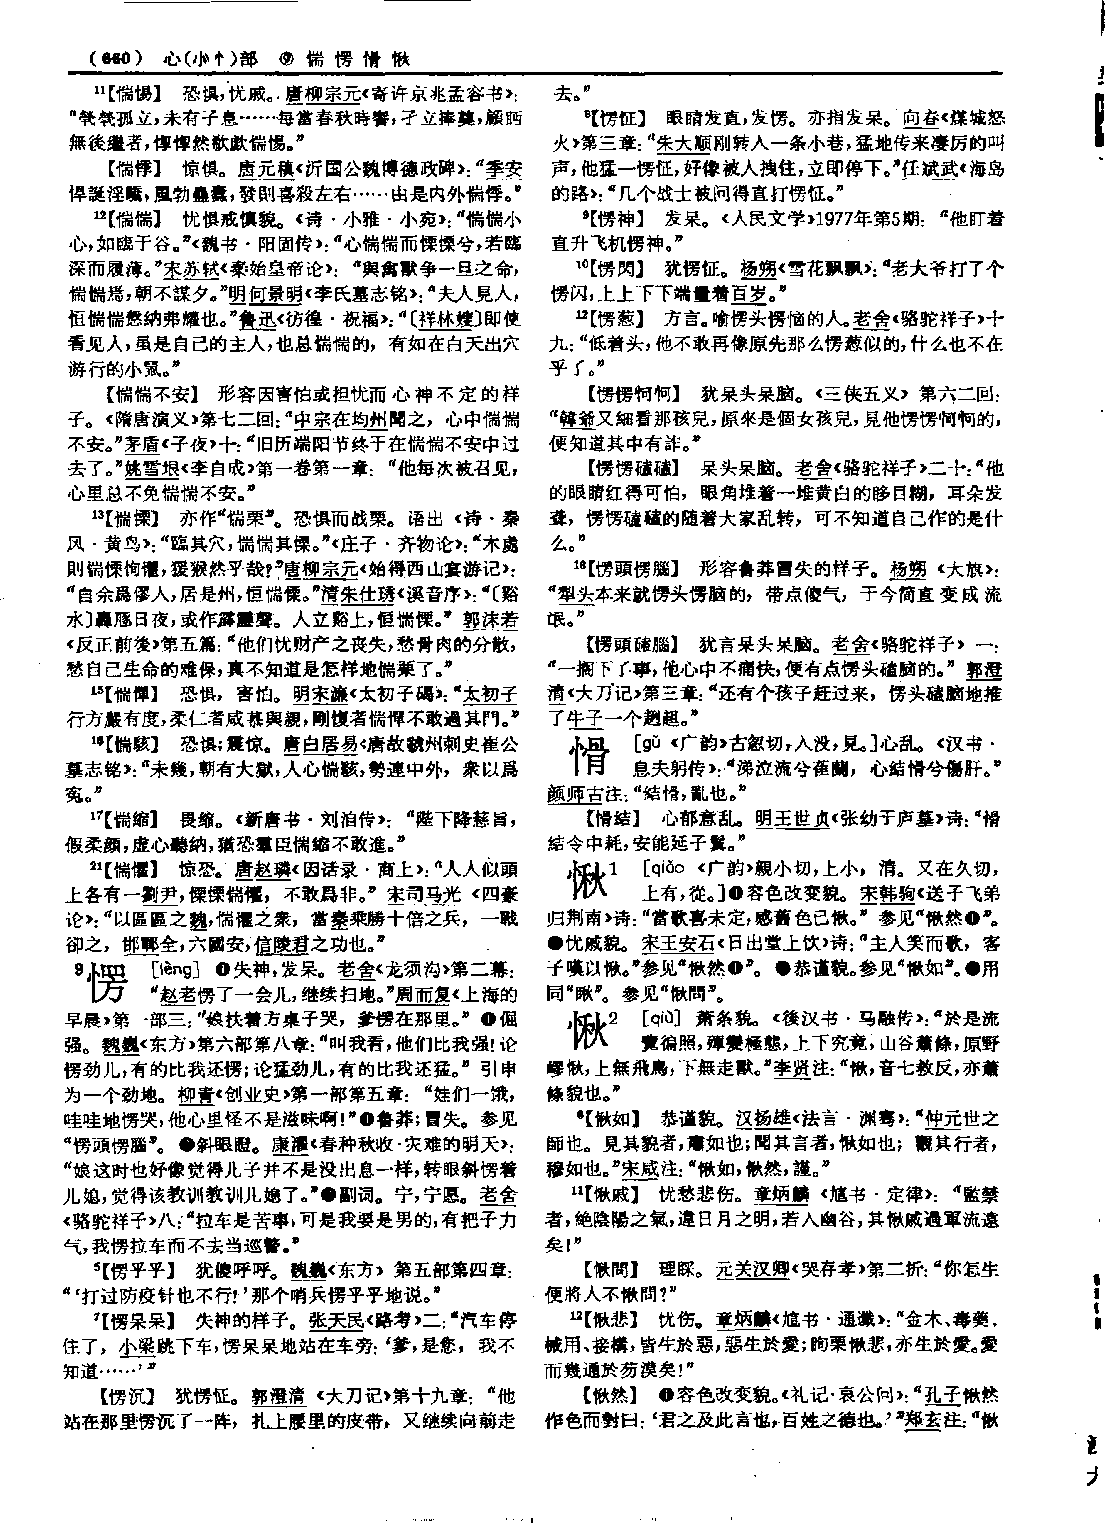 (660) 心(小忄)部 ⑨ 惴 愣 愲 愀
¹¹【惴惕】 恐惧,忧戚。唐柳宗元《寄许京兆孟容书》:
“煢煢孤立,未有子息……每當春秋時饗,孑立捧奠,顧眄
無後繼者,惸惸然欷歔惴惕。”
【惴悸】 惊惧。唐元稹《沂国公魏博德政碑》:“季安
悍誕淫驕,風勃蠱蠹,發則喜殺左右……由是内外惴悸。”
¹²【惴惴】 忧惧戒慎貌。《诗·小雅·小宛》:“惴惴小
心,如臨于谷。”《魏书·阳固传》:“心惴惴而慄慄兮,若臨
深而履薄。”宋苏轼《秦始皇帝论》:“與禽獸争一旦之命,
惴惴焉,朝不謀夕。”明何景明《李氏墓志铭》:“夫人見人,
恒惴惴愆纳弗耀也。”鲁迅《彷徨·祝福》:“〔祥林嫂〕即使
看见人,虽是自己的主人,也总惴惴的,有如在白天出穴
游行的小鼠。”
【惴惴不安】 形容因害怕或担忧而心神不定的样
子。《隋唐演义》第七二回:“中宗在均州聞之,心中惴惴
不安。”茅盾《子夜》十:“旧历端阳节终于在惴惴不安中过
去了。”姚雪垠《李自成》第一卷第一章:“他每次被召见,
心里总不免惴惴不安。”
¹³【惴慄】 亦作“惴栗”。恐惧而战栗。语出《诗·秦
风·黄鸟》:“臨其穴,惴惴其慄。”《庄子·齐物论》:“木處
則惴慄恂懼,猨猴然乎哉?”唐柳宗元《始得西山宴游记》:
“自余爲僇人,居是州,恒惴慄。”清朱仕琇《溪音序》:“〔谿
水〕轟豗日夜,或作霹靂聲。人立谿上,恒惴慄。”郭沫若
《反正前後》第五篇:“他们忧财产之丧失,愁骨肉的分散,
愁自己生命的难保,真不知道是怎样地惴栗了。”
¹⁵【惴憚】 恐惧,害怕。明宋濂《太初子碣》:“太初子
行方嚴有度,柔仁者咸慕與親,剛愎者惴憚不敢過其門。”
¹⁶【惴駭】 恐惧;震惊。唐白居易《唐故虢州刺史崔公
墓志铭》:“未幾,朝有大獄,人心惴駭,勢連中外,衆以爲
冤。”
¹⁷【惴缩】 畏缩。《新唐书·刘洎传》:“陛下降慈旨,
假柔顔,虚心聽納,猶恐羣臣惴缩不敢進。”
²¹【惴懼】 惊恐。唐赵璘《因话录·商上》:“人人似頭
上各有一劉尹,慄慄惴懼,不敢爲非。”宋司马光《四豪
论》:“以區區之魏,惴懼之衆,當秦乘勝十倍之兵,一戰
卻之,邯鄲全,六國安,信陵君之功也。”
9 愣 [lèng] ❶失神,发呆。老舍《龙须沟》第二幕:
“赵老愣了一会儿,继续扫地。”周而复《上海的
早晨》第一部三:“娘扶着方桌子哭,爹愣在那里。”❷倔
强。魏巍《东方》第六部第八章:“叫我看,他们比我强!论
愣劲儿,有的比我还愣;论猛劲儿,有的比我还猛。”引申
为一个劲地。柳青《创业史》第一部第五章:“娃们一饿,
哇哇地愣哭,他心里怪不是滋味啊!”❸鲁莽;冒失。参见
“愣頭愣腦”。❹斜眼瞪。康濯《春种秋收·灾难的明天》:
“娘这时也好像觉得儿子并不是没出息一样,转眼斜愣着
儿媳,觉得该教训教训儿媳了。”❺副词。宁,宁愿。老舍
《骆驼祥子》八:“拉车是苦事,可是我要是男的,有把子力
气,我愣拉车而不去当巡警。”
⁵【愣乎乎】 犹傻呼呼。魏巍《东方》第五部第四章:
“‘打过防疫针也不行!’那个哨兵愣乎乎地说。”
⁷【愣呆呆】 失神的样子。张天民《路考》二:“汽车停
住了,小梁跳下车,愣呆呆地站在车旁:‘爹,是您,我不
知道……’”
【愣沉】 犹愣怔。郭澄清《大刀记》第十九章:“他
站在那里愣沉了一阵,扎上腰里的皮带,又继续向前走
去。”
⁸【愣怔】 眼睛发直,发愣。亦指发呆。向春《煤城怒
火》第三章:“朱大顺刚转入一条小巷,猛地传来凄厉的叫
声,他猛一愣怔,好像被人拽住,立即停下。”任斌武《海岛
的路》:“几个战士被问得直打愣怔。”
⁹【愣神】 发呆。《人民文学》1977年第5期:“他盯着
直升飞机愣神。”
¹⁰【愣閃】 犹愣怔。杨朔《雪花飘飘》:“老大爷打了个
愣闪,上上下下端量着百岁。”
¹²【愣葱】 方言。喻愣头愣恼的人。老舍《骆驼祥子》十
九:“低着头,他不敢再像原先那么愣葱似的,什么也不在
乎了。”
【愣愣怐怐】 犹呆头呆脑。《三侠五义》第六二回:
“韓爺又細看那孩兒,原來是個女孩兒,見他愣愣怐怐的,
便知道其中有詐。”
【愣愣磕磕】 呆头呆脑。老舍《骆驼祥子》二十:“他
的眼睛红得可怕,眼角堆着一堆黄白的眵目糊,耳朵发
聋,愣愣磕磕的随着大家乱转,可不知道自己作的是什
么。”
¹⁶【愣頭愣腦】 形容鲁莽冒失的样子。杨朔《大旗》:
“犁头本来就愣头愣脑的,带点傻气,于今简直变成流
氓。”
【愣頭磕腦】 犹言呆头呆脑。老舍《骆驼祥子》一:
“一搁下了事,他心中不痛快,便有点愣头磕脑的。”郭澄
清《大刀记》第三章:“还有个孩子赶过来,愣头磕脑地推
了牛子一个趔趄。”
愲 [gǔ 《广韵》古忽切,入没,見。]心乱。《汉书·
息夫躬传》:“涕泣流兮萑蘭,心結愲兮傷肝。”
颜师古注:“結愲,亂也。”
【愲結】 心郁意乱。明王世贞《张幼于庐墓》诗:“愲
結令中耗,安能延子鬢。”
愀¹ [qiǎo 《广韵》親小切,上小,清。又在久切,
上有,從。]❶容色改变貌。宋韩驹《送子飞弟
归荆南》诗:“當歌喜未定,感舊色已愀。”参见“愀然❶”。
❷忧戚貌。宋王安石《日出堂上饮》诗:“主人笑而歌,客
子嘆以愀。”参见“愀然❶”。❸恭谨貌。参见“愀如”。❹用
同“瞅”。参见“愀問”。
愀² [qiù] 萧条貌。《後汉书·马融传》:“於是流
覽徧照,殫變極態,上下究竟,山谷蕭條,原野
嵺愀,上無飛鳥,下無走獸。”李贤注:“愀,音七救反,亦蕭
條貌也。”
⁶【愀如】 恭谨貌。汉扬雄《法言·渊骞》:“仲元世之
師也。見其貌者,肅如也;聞其言者,愀如也;觀其行者,
穆如也。”宋咸注:“愀如,愀然,謹。”
¹¹【愀戚】 忧愁悲伤。章炳麟《訄书·定律》:“監禁
者,絶陰陽之氣,違日月之明,若入幽谷,其愀戚過軍流遠
矣!”
【愀問】 理睬。元关汉卿《哭存孝》第二折:“你怎生
便將人不愀問?”
¹²【愀悲】 忧伤。章炳麟《訄书·通讖》:“金木、毒藥、
械用、接構,皆生於惡,惡生於愛;眴栗愀悲,亦生於愛。愛
而幾通於芴漠矣!”
【愀然】 ❶容色改变貌。《礼记·哀公问》:“孔子愀然
作色而對曰:‘君之及此言也,百姓之德也。’”郑玄注:“愀